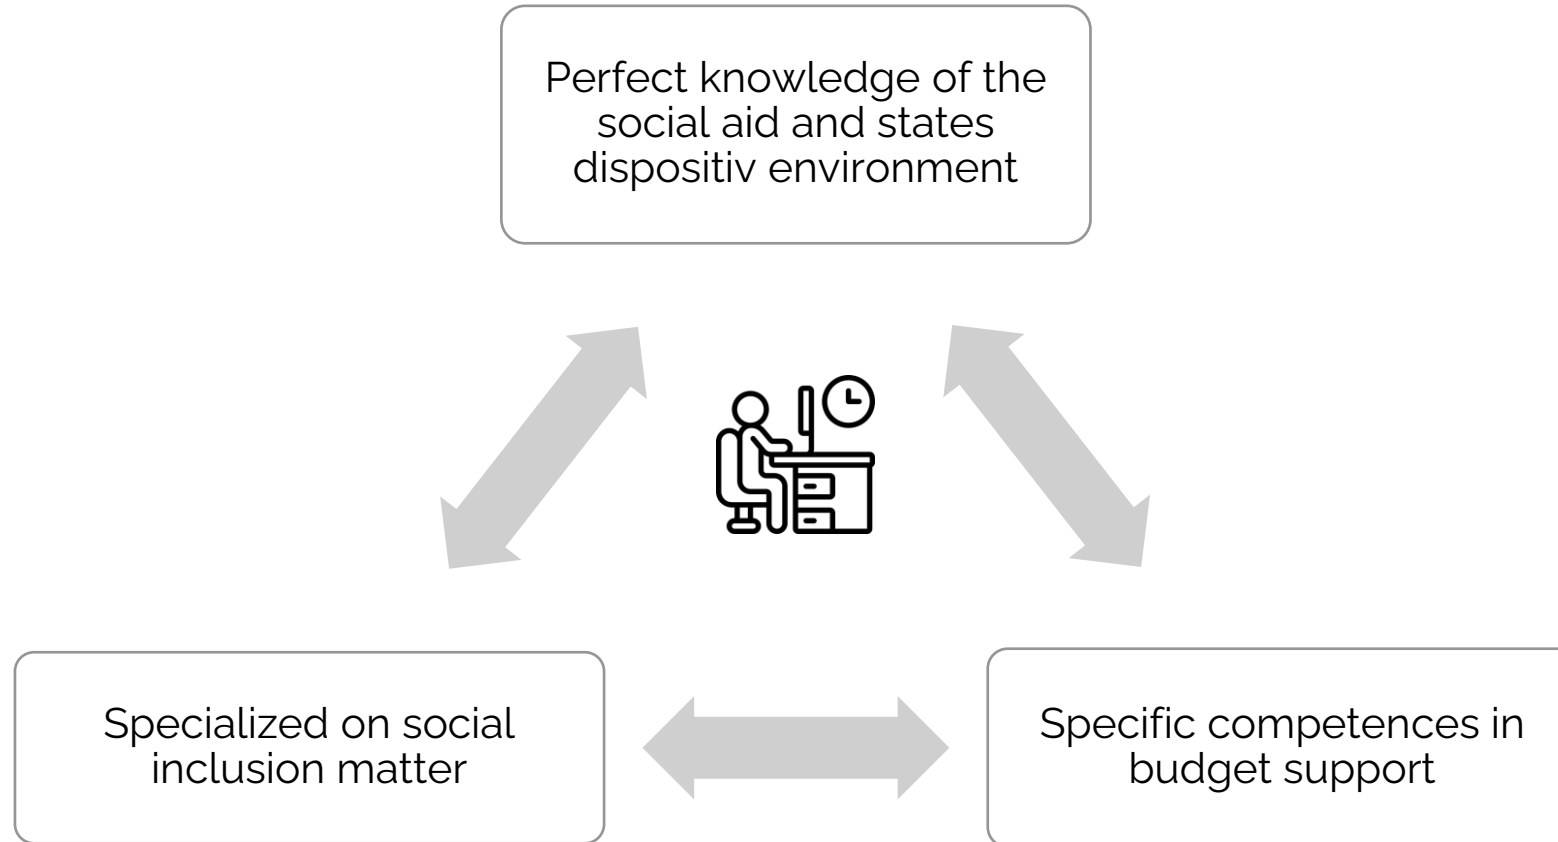 Perfect knowledge of the
social aid and states
dispositiv environment
Specialized on social
inclusion matter
Specific competences in
budget support